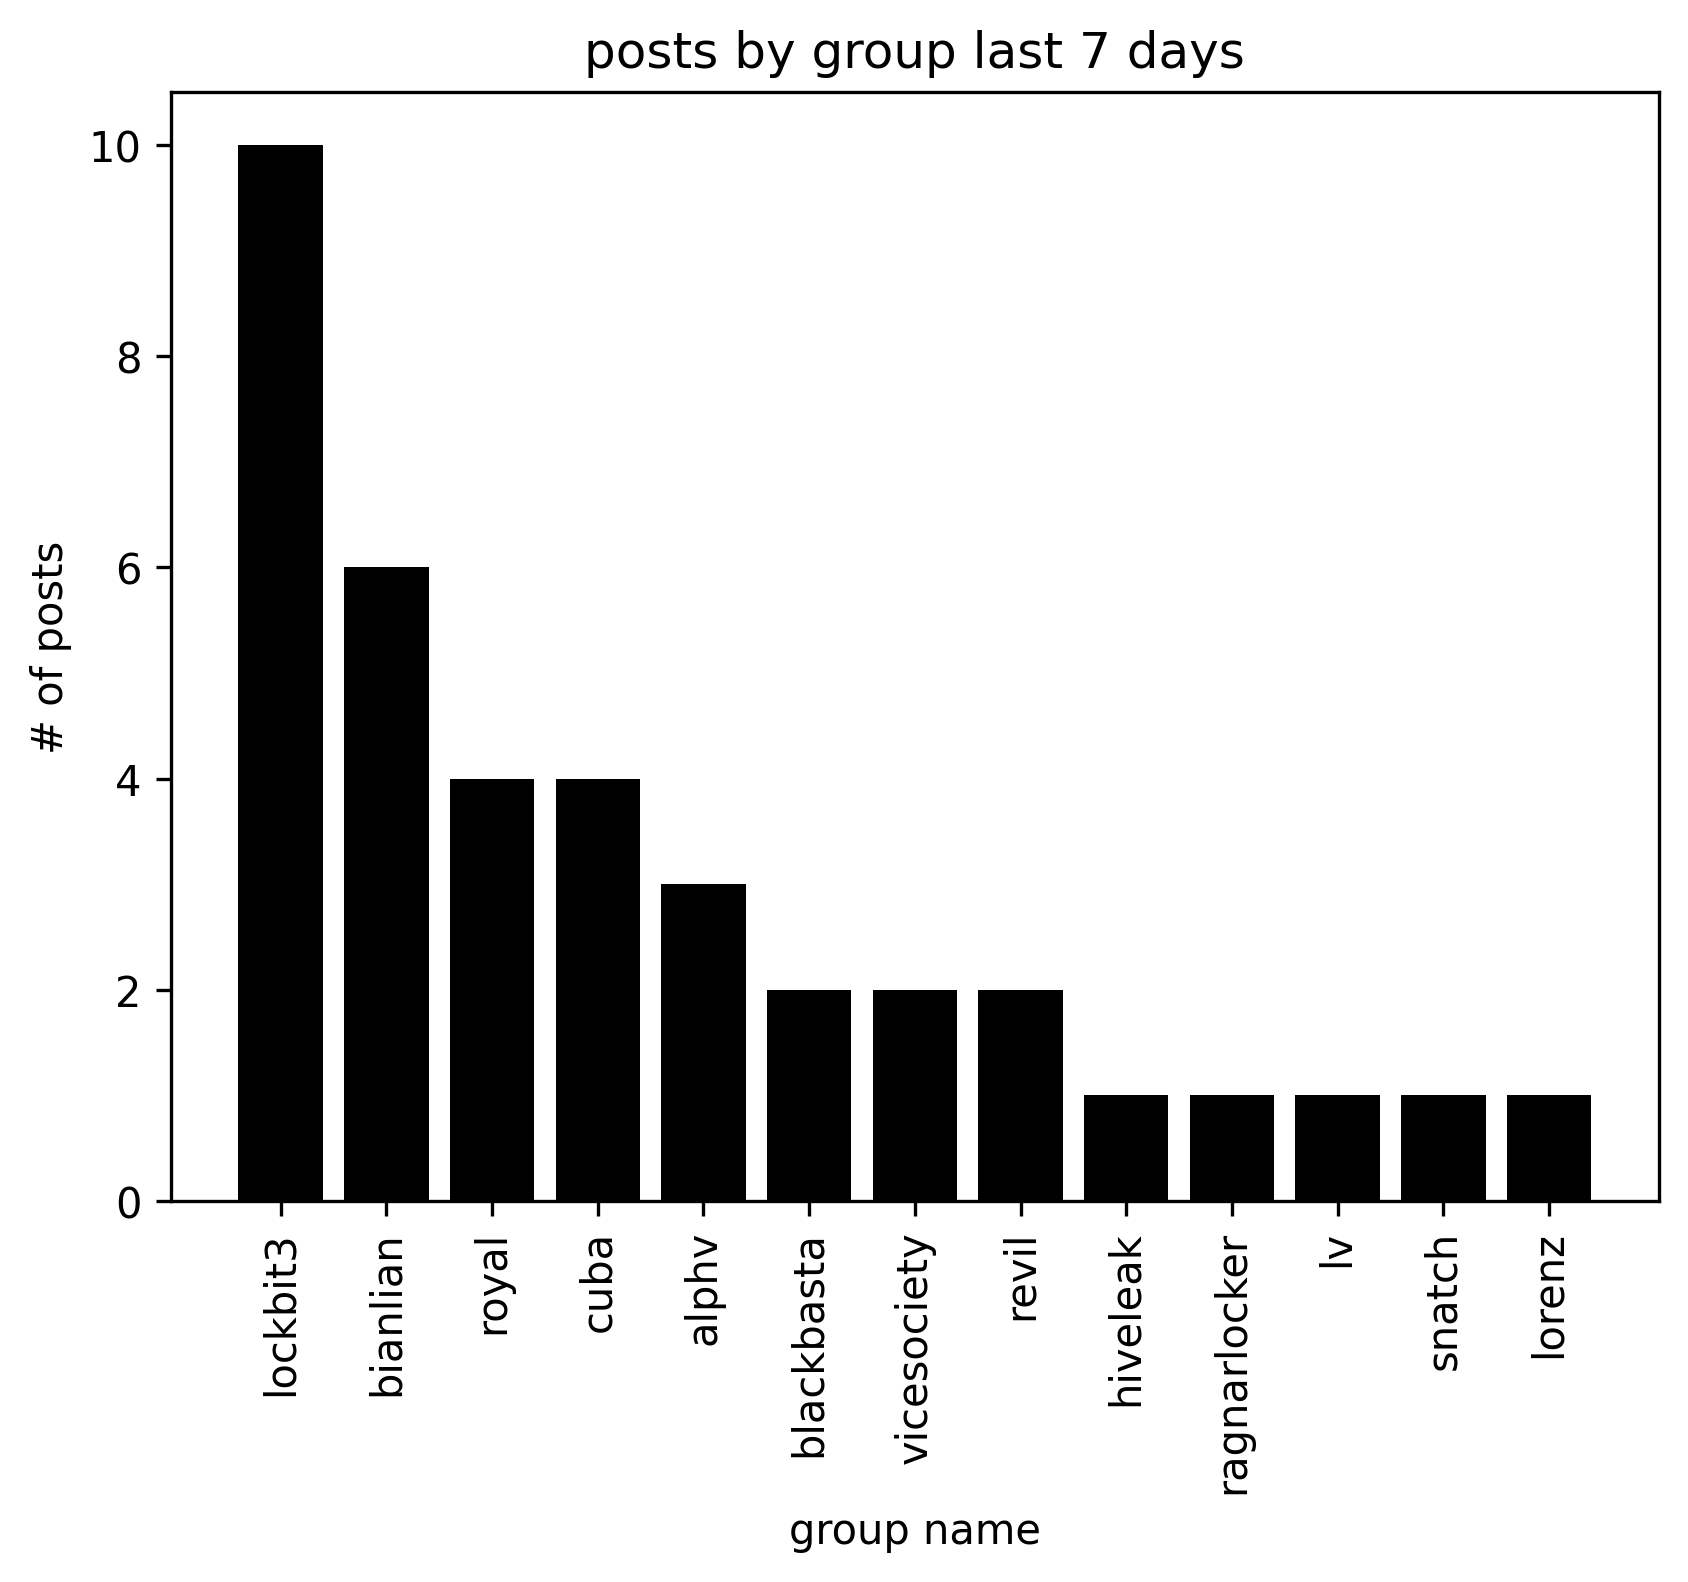 posts by group last 7 days
# of posts
10
8
6
4
2
0
lockbit3
bianlian
royal
cuba
alphv
blackbasta
vicesociety
revil
hiveleak
ragnarlocker
lv
snatch
lorenz
group name